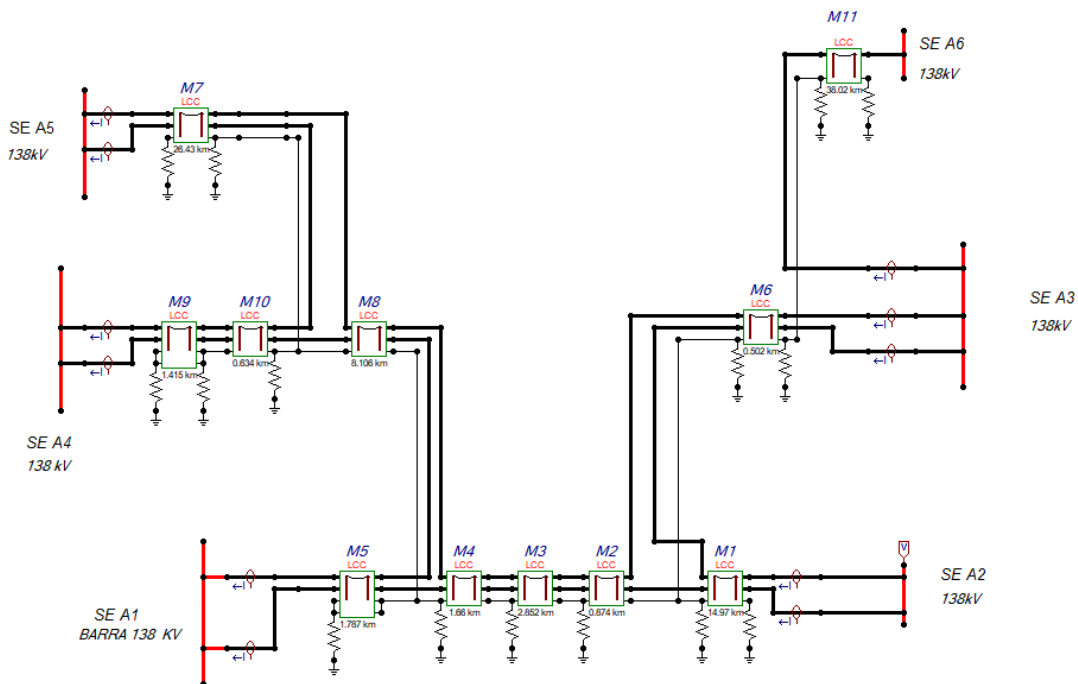 M11
LCC
38.02 km
SE A6
138kV
M7
LCC
26.43 km
SE A5
138kV
I
I
M9
LCC
1.415 km
M10
LCC
0.634 km
M8
LCC
8.106 km
I
I
SE A4
138 kV
M6
LCC
0.502 km
I
I
I
SE A3
138kV
M5
LCC
1.787 km
M4
LCC
1.66 km
M3
LCC
2.852 km
M2
LCC
0.874 km
M1
LCC
14.97 km
I
I
V
SE A2
138kV
I
I
SE A1
BARRA 138 KV